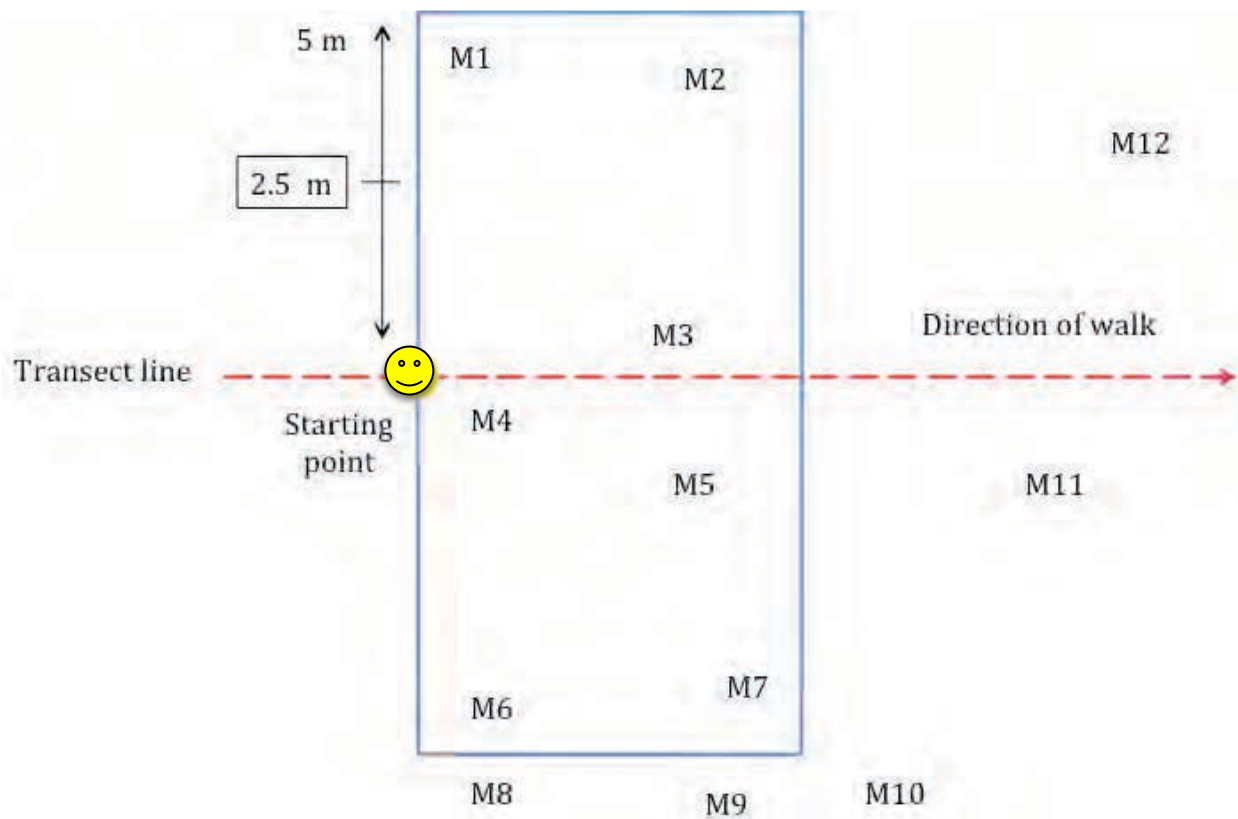 5 m
M1
M2
M12
2.5 m
M3
Direction of walk
Transect line
Starting
point
M4
M5
M11
M7
M6
M8
M9
M10